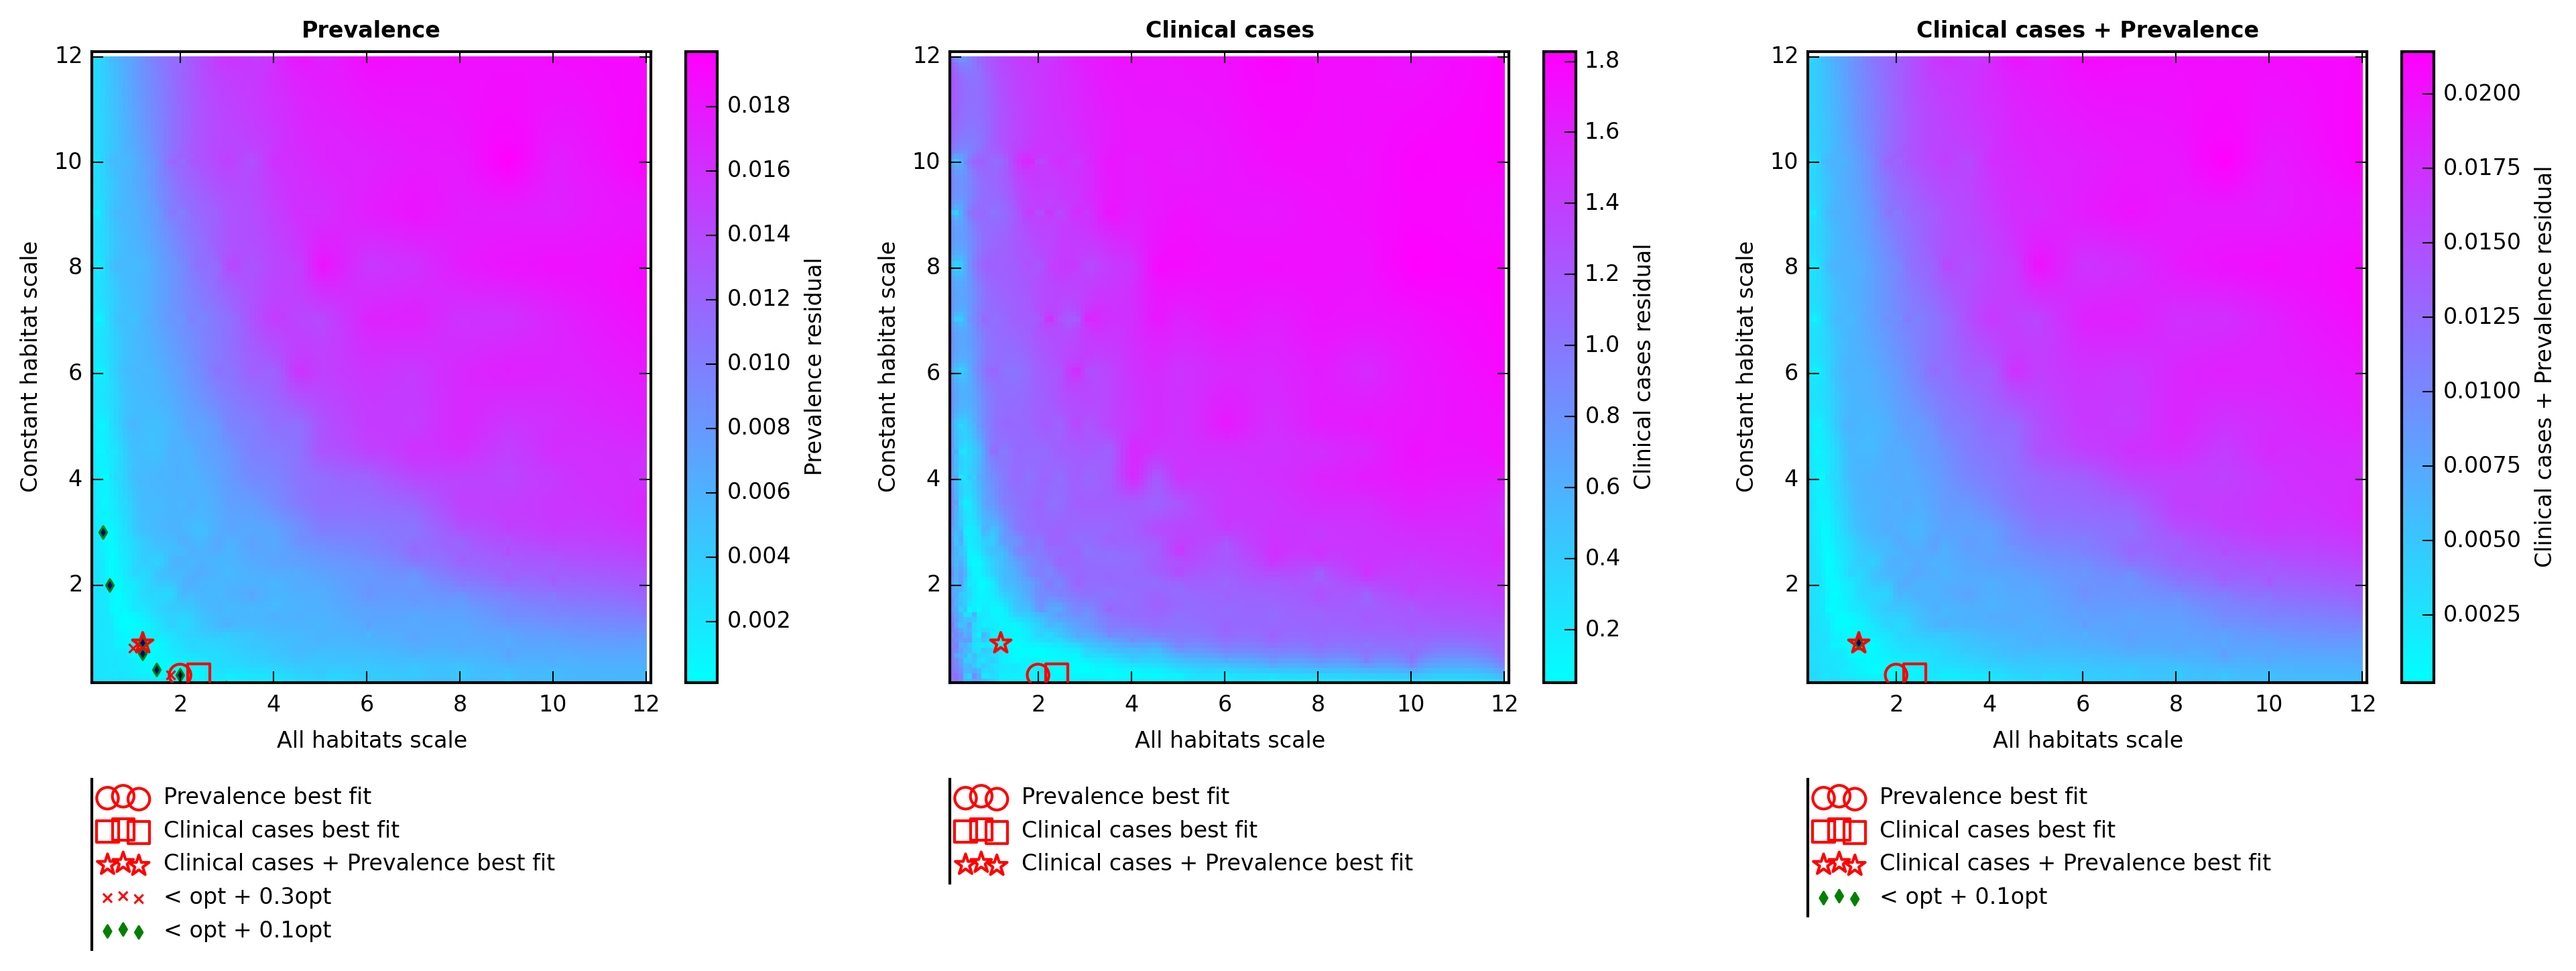 Prevalence
12
10
8
6
4
2
2 4 6 8 10 12
Constant habitat scale
All habitats scale
0.018
0.016
0.014
0.012
0.010
0.008
0.006
0.004
0.002
Prevalence residual
Prevalence best fit
Clinical cases best fit
Clinical cases + Prevalence best fit
< opt + 0.3opt
< opt + 0.1opt
Clinical cases
12
10
8
6
4
2
2 4 6 8 10 12
Constant habitat scale
All habitats scale
1.8
1.6
1.4
1.2
1.0
0.8
0.6
0.4
0.2
Clinical cases residual
Prevalence best fit
Clinical cases best fit
Clinical cases + Prevalence best fit
Clinical cases + Prevalence
12
10
8
6
4
2
2 4 6 8 10 12
Constant habitat scale
All habitats scale
0.0200
0.0175
0.0150
0.0125
0.0100
0.0075
0.0050
0.0025
Clinical cases + Prevalence residual
Prevalence best fit
Clinical cases best fit
Clinical cases + Prevalence best fit
< opt + 0.1opt